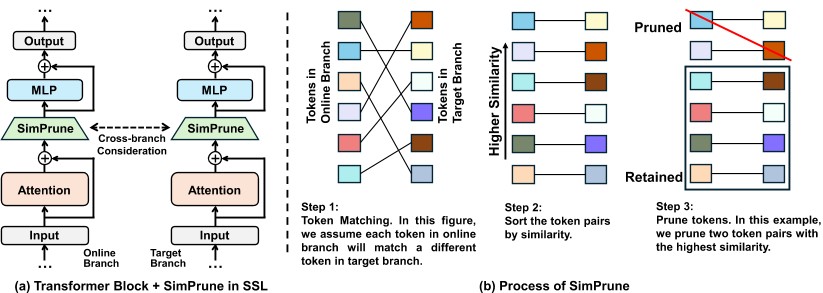 ...
...
Output
Output
MLP
MLP
SimPrune
SimPrune
Cross-branch
Consideration
Attention
Attention
Input
Input
Online
Branch
Target
Branch
...
...
(a) Transformer Block + SimPrune in SSL
Tokens in
Online Branch
Tokens in
Target Branch
Step 1:
Token Matching. In this figure,
we assume each token in online
branch will match a different
token in target branch.
Higher Similarity
Step 2:
Sort the token pairs
by similarity.
Pruned
Retained
Step 3:
Prune tokens. In this example,
we prune two token pairs with
the highest similarity.
(b) Process of SimPrune